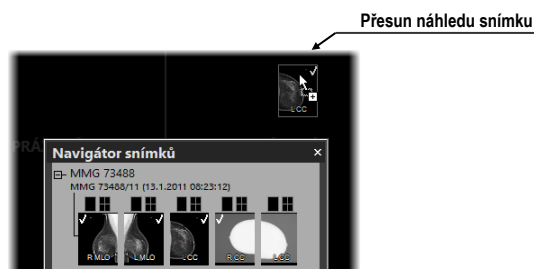 Přesun náhledu snímku
L CC
PRÁ
Navigátor snímků ×
MMG 73488
MMG 73488/11 (13.1.2011 08:23:12)
R MLO L MLO L CC R CC L CC